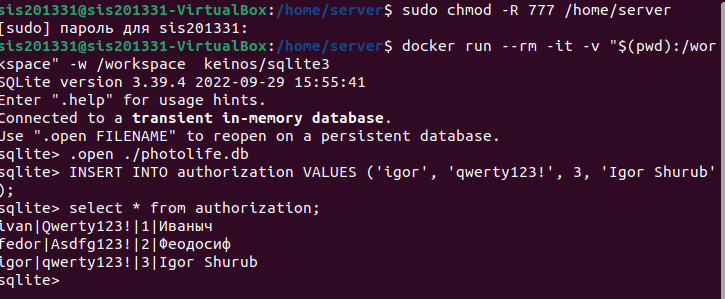 sis201331@sis201331-VirtualBox:/home/server$ sudo chmod -R 777 /home/server
[sudo] пароль для sis201331:
sis201331@sis201331-VirtualBox:/home/server$ docker run --rm -it -v "$(pwd):/wor
kspace" -w /workspace  keinos/sqlite3
SQLite version 3.39.4 2022-09-29 15:55:41
Enter ".help" for usage hints.
Connected to a transient in-memory database.
Use ".open FILENAME" to reopen on a persistent database.
sqlite> .open ./photolife.db
sqlite> INSERT INTO authorization VALUES ('igor', 'qwerty123!', 3, 'Igor Shurub'
);
sqlite> select * from authorization;
ivan|Qwerty123!|1|Иваныч
fedor|Asdfg123!|2|Феодосиф
igor|qwerty123!|3|Igor Shurub
sqlite>